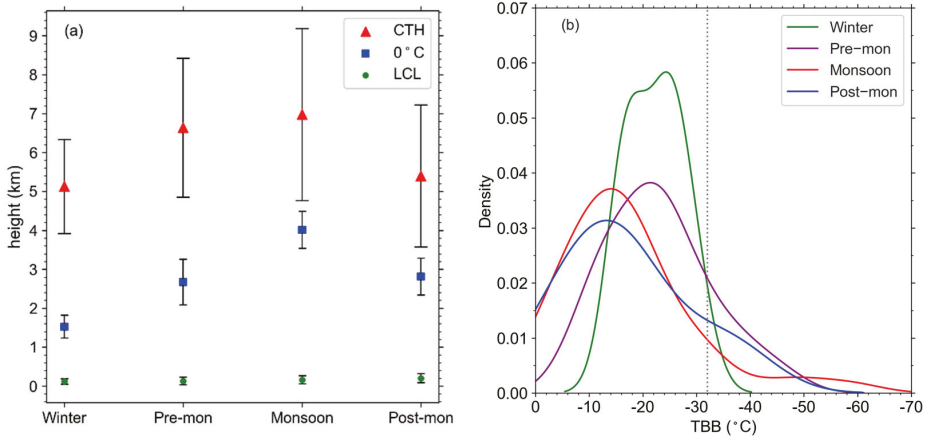 (a)
CTH
0°C
LCL
height (km)
9
8
7
6
5
4
3
2
1
0
Winter
Pre-mon
Monsoon
Post-mon
(b)
Winter
Pre−mon
Monsoon
Post−mon
Density
0.07
0.06
0.05
0.04
0.03
0.02
0.01
0.00
0
-10
-20
-30
-40
-50
-60
-70
TBB (°C)